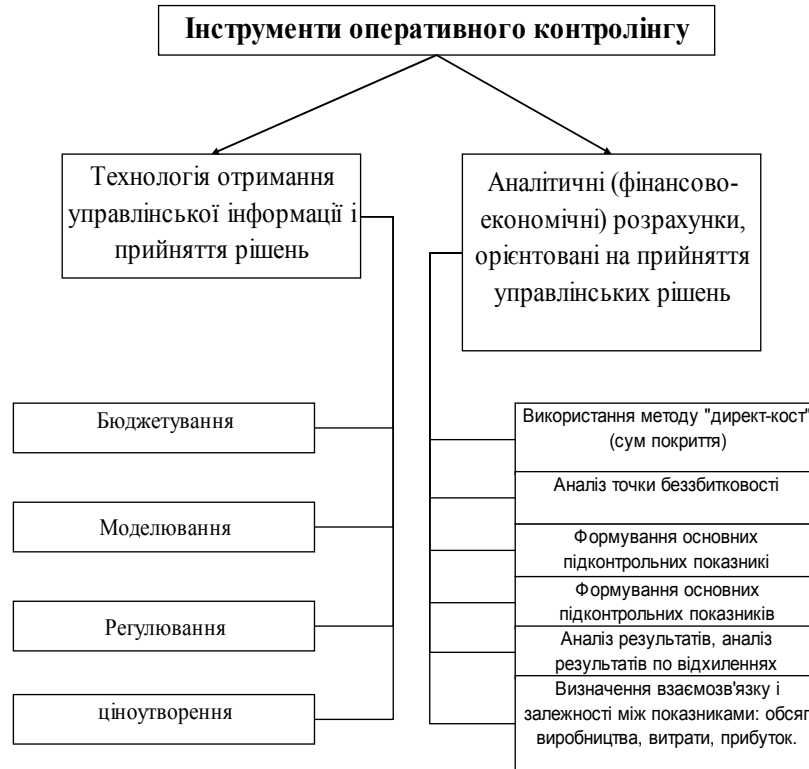 Інструменти оперативного контролінгу
Технологія отримання
управлінської інформації і
прийняття рішень
Аналітичні (фінансово-
економічні) розрахунки,
орієнтовані на прийняття
управлінських рішень
Бюджетування
Моделювання
Регулювання
ціноутворення
Використання методу "директ-кост"
(сум покриття)
Аналіз точки беззбитковості
Формування основних
підконтрольних показникі
Формування основних
підконтрольних показників
Аналіз результатів, аналіз
результатів по відхиленнях
Визначення взаємозв'язку і
залежності між показниками: обсяг
виробництва, витрати, прибуток.